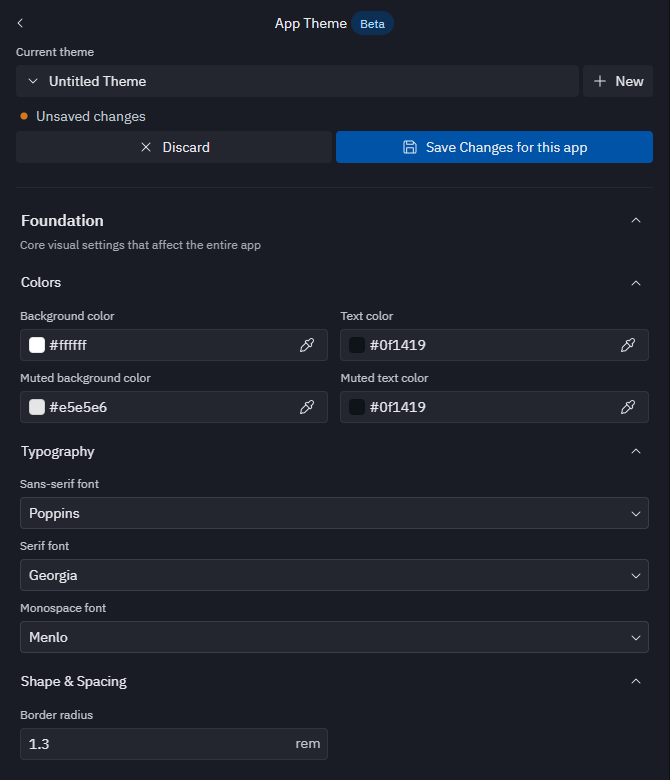 App Theme Beta
Current theme
Untitled Theme New
Unsaved changes
Discard Save Changes for this app
Foundation
Core visual settings that affect the entire app
Colors
Background color Text color
#ffffff #0f1419
Muted background color Muted text color
#e5e5e6 #0f1419
Typography
Sans-serif font
Poppins
Serif font
Georgia
Monospace font
Menlo
Shape & Spacing
Border radius
1.3 rem